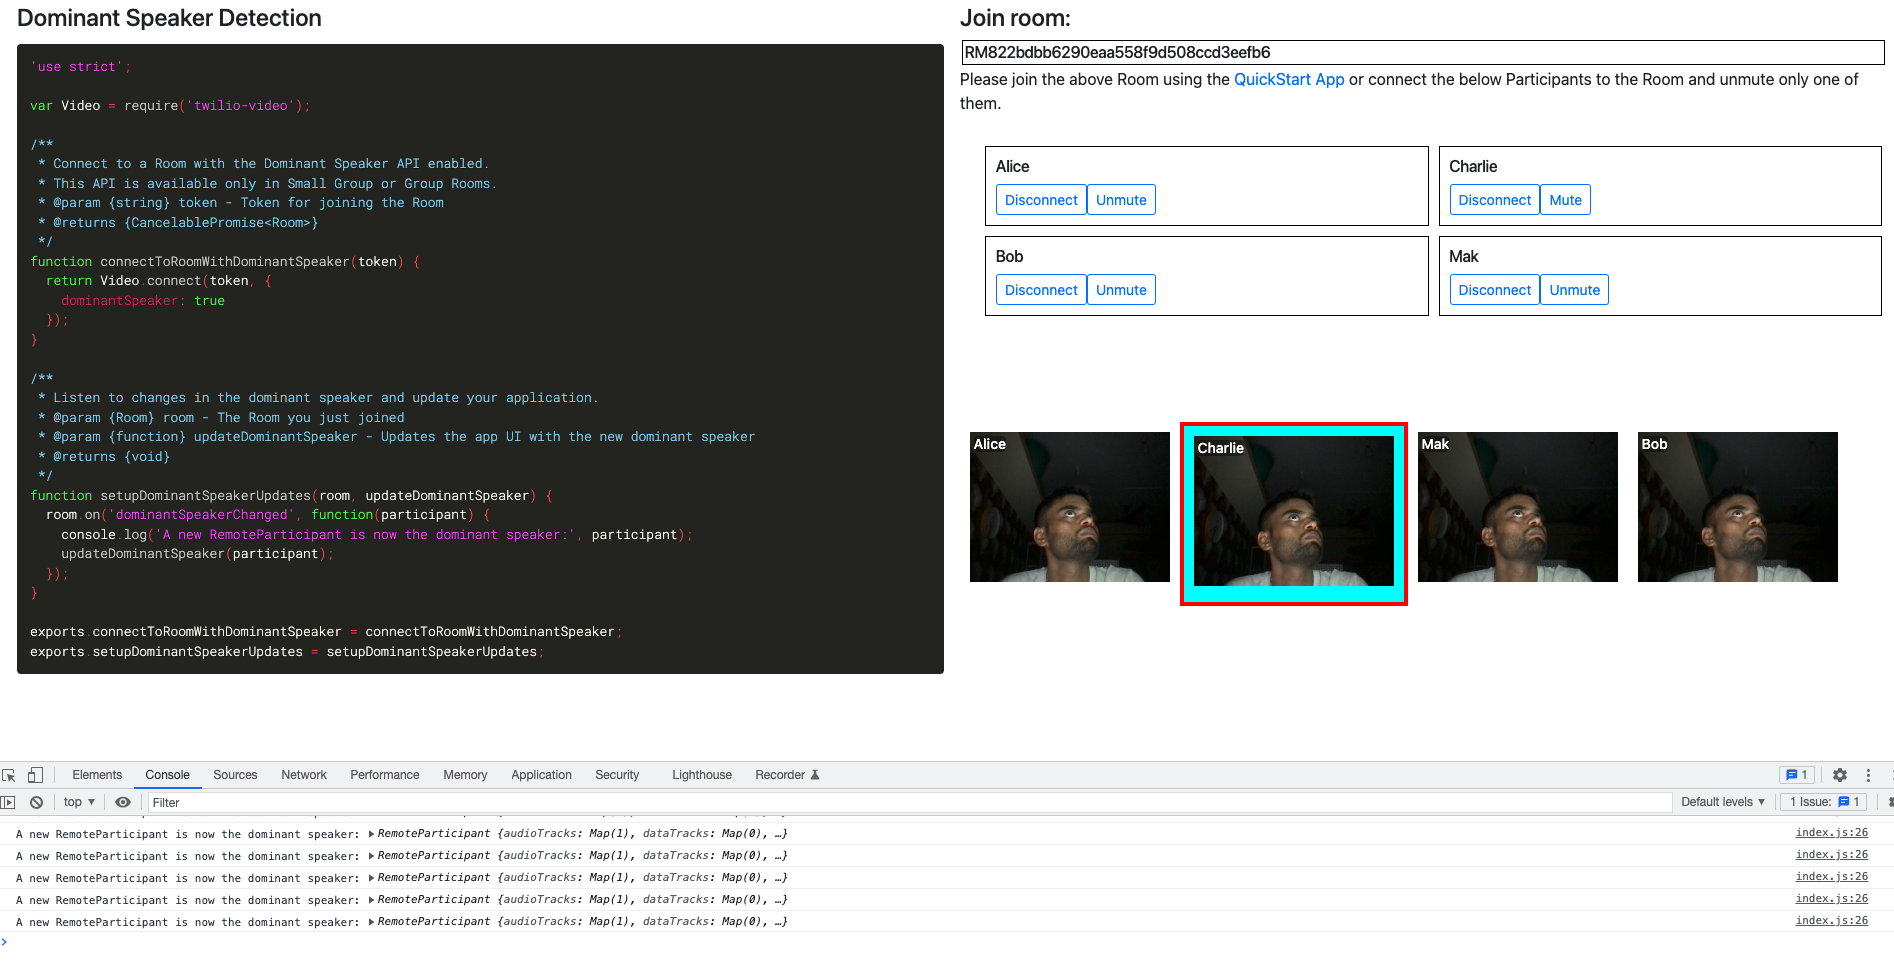 Dominant Speaker Detection
'use strict';
var Video = require('twilio-video');
/**
* Connect to a Room with the Dominant Speaker API enabled.
* This API is available only in Small Group or Group Rooms.
* @param {string} token - Token for joining the Room
* @returns {CancelablePromise<Room>}
*/
function connectToRoomWithDominantSpeaker(token) {
return Video.connect(token, {
dominantSpeaker: true
});
}
/**
* Listen to changes in the dominant speaker and update your application.
* @param {Room} room - The Room you just joined
* @param {function} updateDominantSpeaker - Updates the app UI with the new dominant speaker
* @returns {void}
*/
function setupDominantSpeakerUpdates(room, updateDominantSpeaker) {
room.on('dominantSpeakerChanged', function(participant) {
console.log('A new RemoteParticipant is now the dominant speaker:', participant);
updateDominantSpeaker(participant);
});
}
exports.connectToRoomWithDominantSpeaker = connectToRoomWithDominantSpeaker;
exports.setupDominantSpeakerUpdates = setupDominantSpeakerUpdates;
Join room:
RM822bdbb6290eaa558f9d508ccd3eefb6
Please join the above Room using the QuickStart App or connect the below Participants to the Room and unmute only one of
them.
Alice
Disconnect Unmute
Charlie
Disconnect Mute
Bob
Disconnect Unmute
Mak
Disconnect Unmute
Alice
Charlie
Mak
Bob
Elements Console Sources Network Performance Memory Application Security Lighthouse Recorder 1
top Filter Default levels 1 Issue: 1
A new RemoteParticipant is now the dominant speaker: RemoteParticipant {audioTracks: Map(1), dataTracks: Map(0), …} index.js:26
A new RemoteParticipant is now the dominant speaker: RemoteParticipant {audioTracks: Map(1), dataTracks: Map(0), …} index.js:26
A new RemoteParticipant is now the dominant speaker: RemoteParticipant {audioTracks: Map(1), dataTracks: Map(0), …} index.js:26
A new RemoteParticipant is now the dominant speaker: RemoteParticipant {audioTracks: Map(1), dataTracks: Map(0), …} index.js:26
A new RemoteParticipant is now the dominant speaker: RemoteParticipant {audioTracks: Map(1), dataTracks: Map(0), …} index.js:26